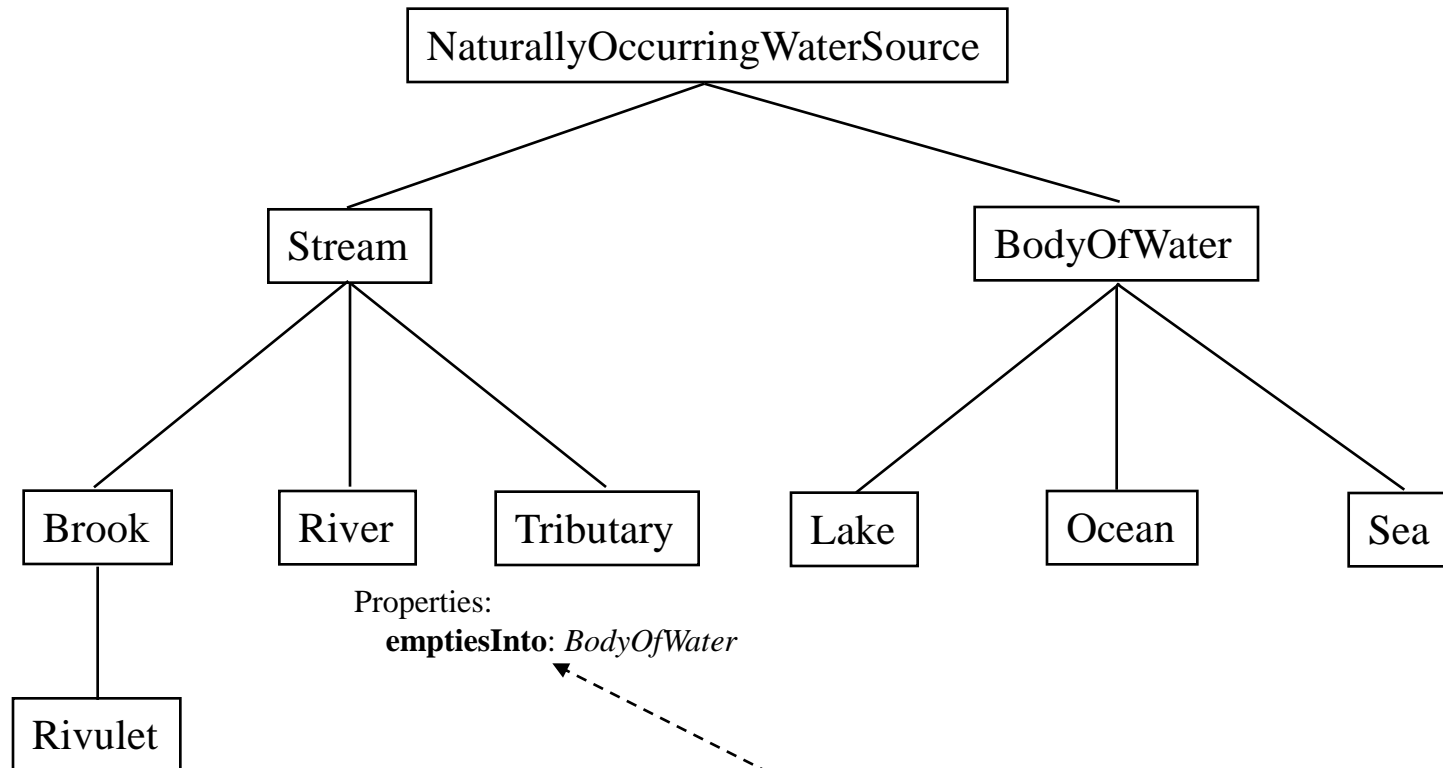 NaturallyOccurringWaterSource
Stream
BodyOfWater
Brook
River
Tributary
Lake
Ocean
Sea
Properties:
emptiesInto: BodyOfWater
Rivulet